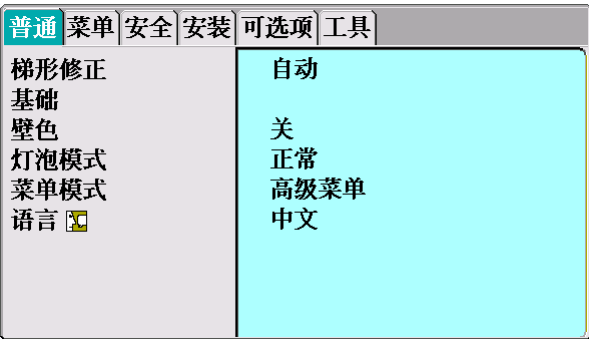 普通 菜单 安全 安装 可选项 工具
梯形修正 自动
基础
壁色 关
灯泡模式 正常
菜单模式 高级菜单
语言 中文